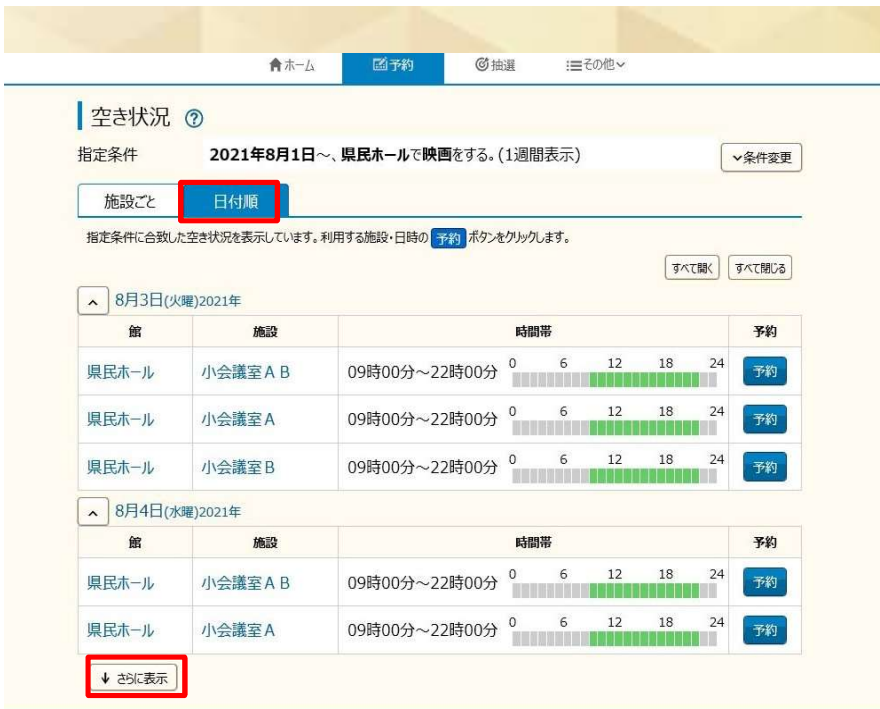 ホーム 予約 抽選 その他
空き状況 ?
指定条件 2021年8月1日～、県民ホールで映画をする。(1週間表示) 条件変更
施設ごと 日付順
指定条件に合致した空き状況を表示しています。利用する施設・日時の 予約 ボタンをクリックします。
すべて開く すべて閉じる
8月3日(火曜)2021年
館 施設 時間帯 予約
県民ホール 小会議室ＡＢ 09時00分～22時00分 0 6 12 18 24 予約
県民ホール 小会議室Ａ 09時00分～22時00分 0 6 12 18 24 予約
県民ホール 小会議室Ｂ 09時00分～22時00分 0 6 12 18 24 予約
8月4日(水曜)2021年
館 施設 時間帯 予約
県民ホール 小会議室ＡＢ 09時00分～22時00分 0 6 12 18 24 予約
県民ホール 小会議室Ａ 09時00分～22時00分 0 6 12 18 24 予約
さらに表示